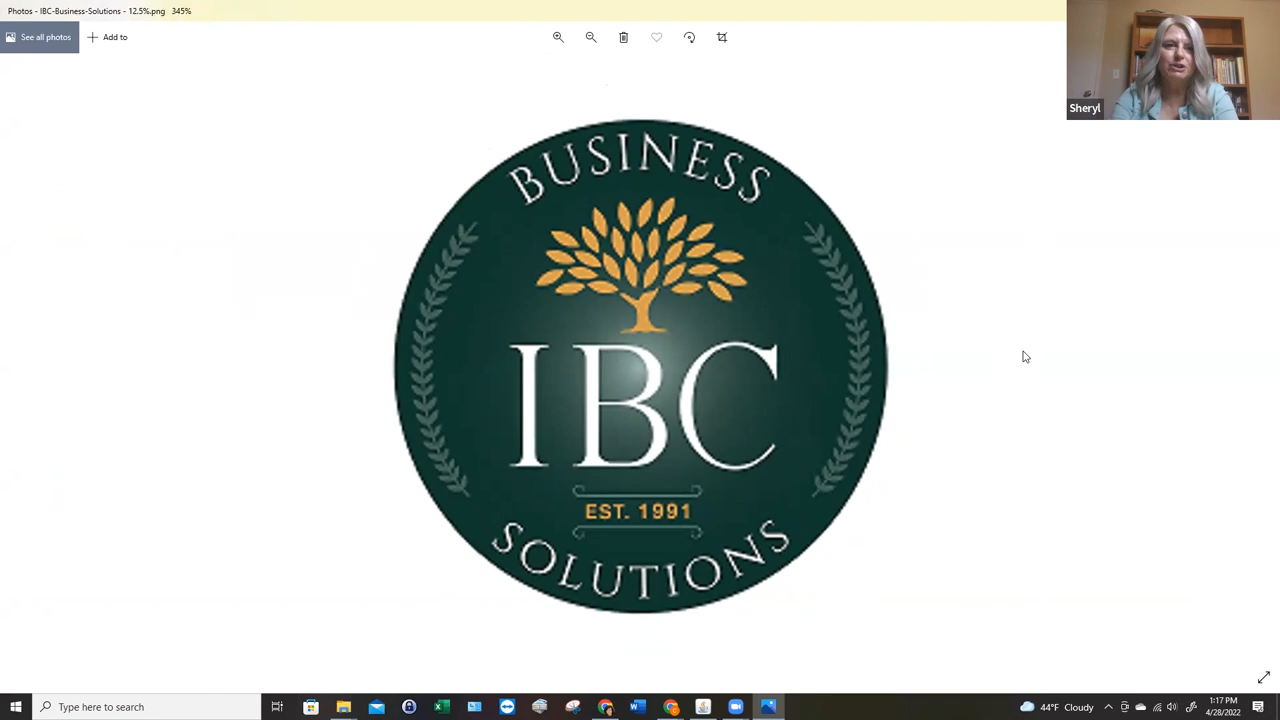 Photos - IBC-Business-Solutions - 12.5%.png 345%
See all photos
Add to
Sheryl
BUSINESS
IBC
EST. 1991
SOLUTIONS
Type here to search
44°F Cloudy
1:17 PM
4/28/2022